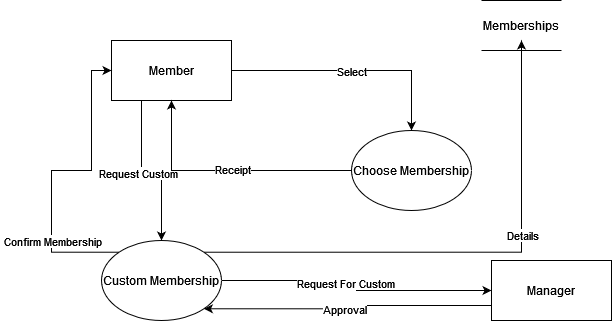 Memberships
Member
Select
Request Custom
Receipt
Choose Membership
Confirm Membership
Details
Custom Membership
Request For Custom
Manager
Approval